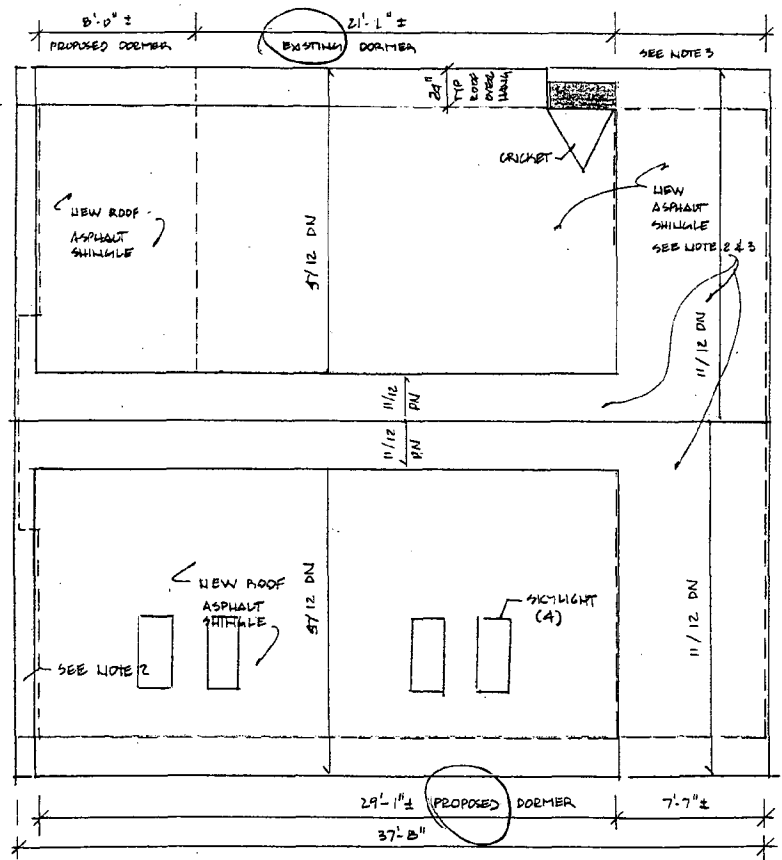 8'-0" ±
21'-1" ±
PROPOSED DORMER
EXISTING DORMER
SEE NOTE 3
24"
TYP
ROOF
OVER
HANG
CRICKET
NEW ROOF
ASPHALT
SHINGLE
NEW
ASPHALT
SHINGLE
SEE NOTE 2 & 3
/12 DN
11/12 DN
11/12
DN
11/12
DN
NEW ROOF
ASPHALT
SHINGLE
/12 DN
SKYLIGHT
(4)
11/12 DN
SEE NOTE 2
29'-1" ±
PROPOSED DORMER
7'-7" ±
37'-8"